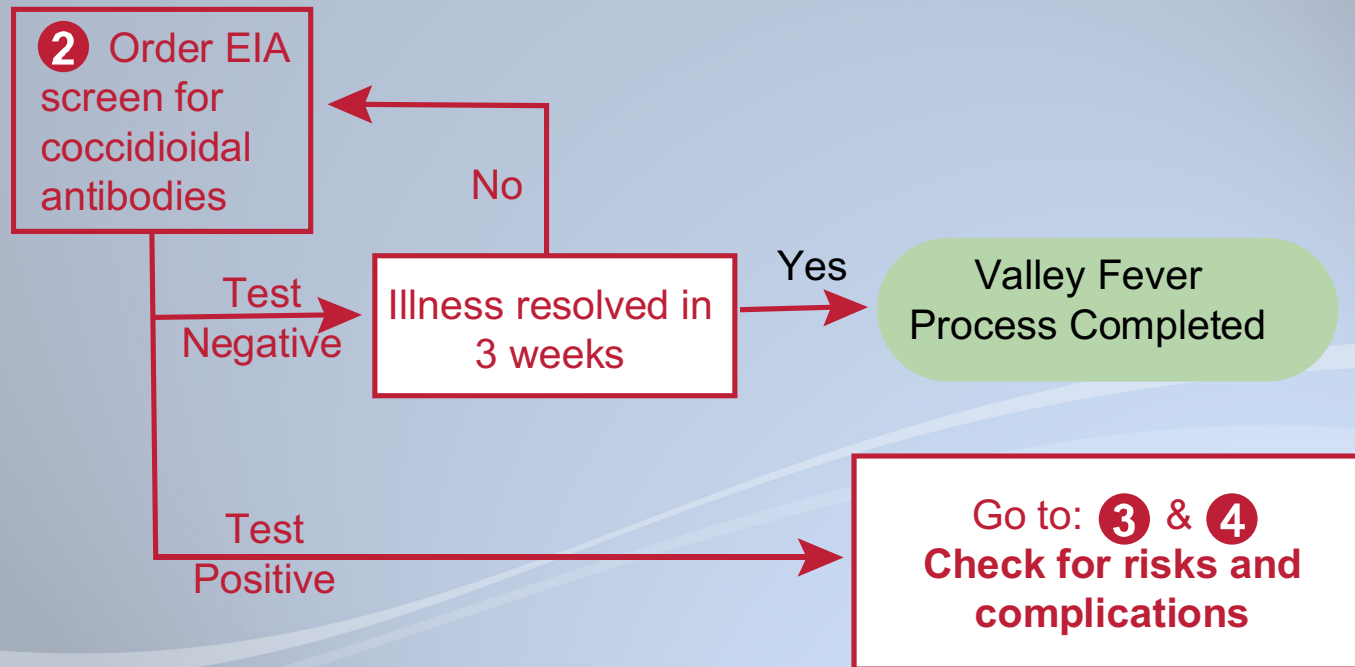 2 Order EIA
screen for
coccidioidal
antibodies
No
Test
Negative
Illness resolved in
3 weeks
Yes
Valley Fever
Process Completed
Test
Positive
Go to: 3 & 4
Check for risks and
complications